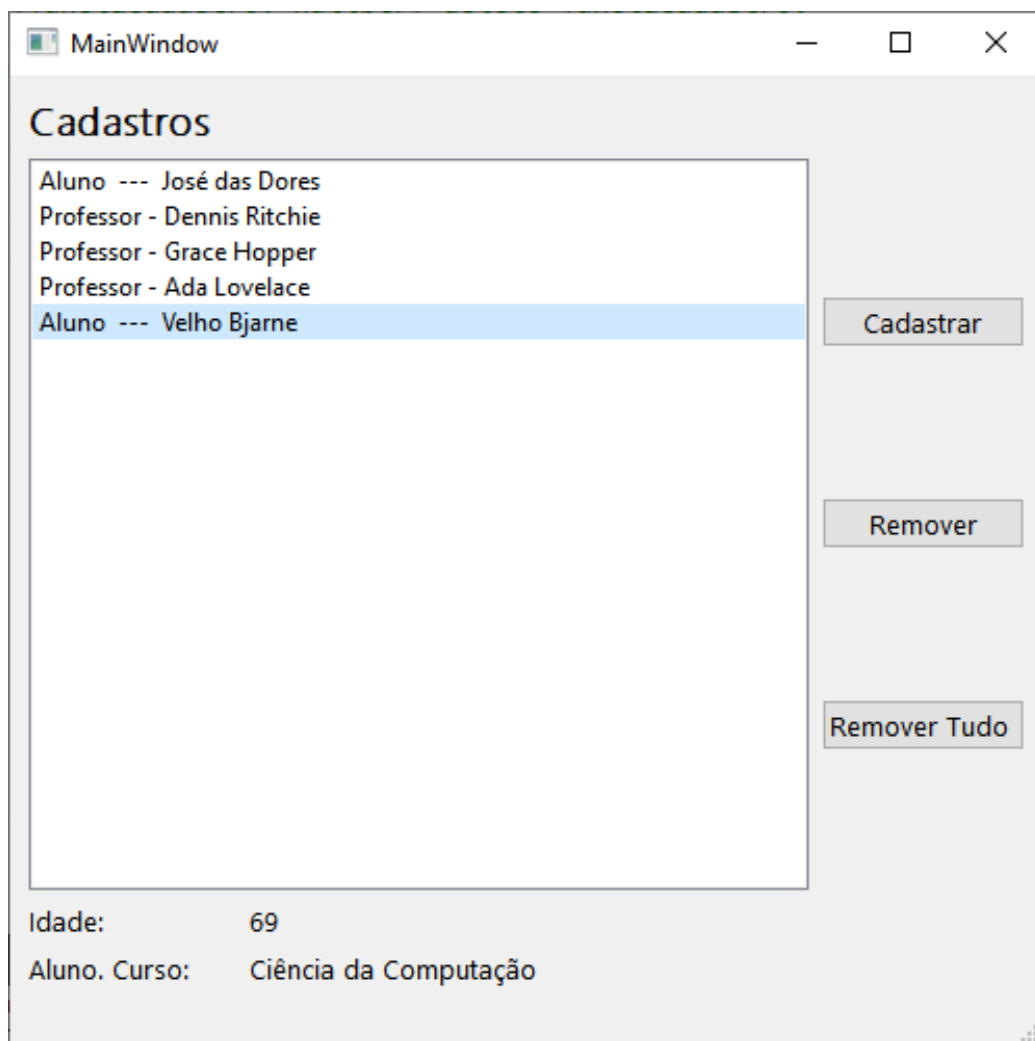 MainWindow
Cadastros
Aluno --- José das Dores
Professor - Dennis Ritchie
Professor - Grace Hopper
Professor - Ada Lovelace
Aluno --- Velho Bjarne
Cadastrar
Remover
Remover Tudo
Idade: 69
Aluno. Curso: Ciência da Computação